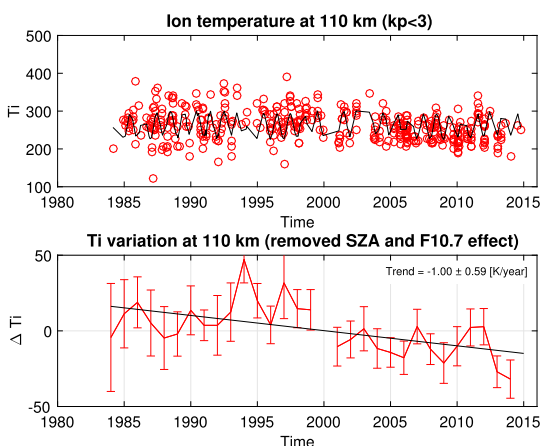 Ion temperature at 110 km (kp<3)
500
400
300
200
100
Ti
1980 1985 1990 1995 2000 2005 2010 2015
Time
Ti variation at 110 km (removed SZA and F10.7 effect)
50
0
-50
Δ Ti
Trend = -1.00 ± 0.59 [K/year]
1980 1985 1990 1995 2000 2005 2010 2015
Time